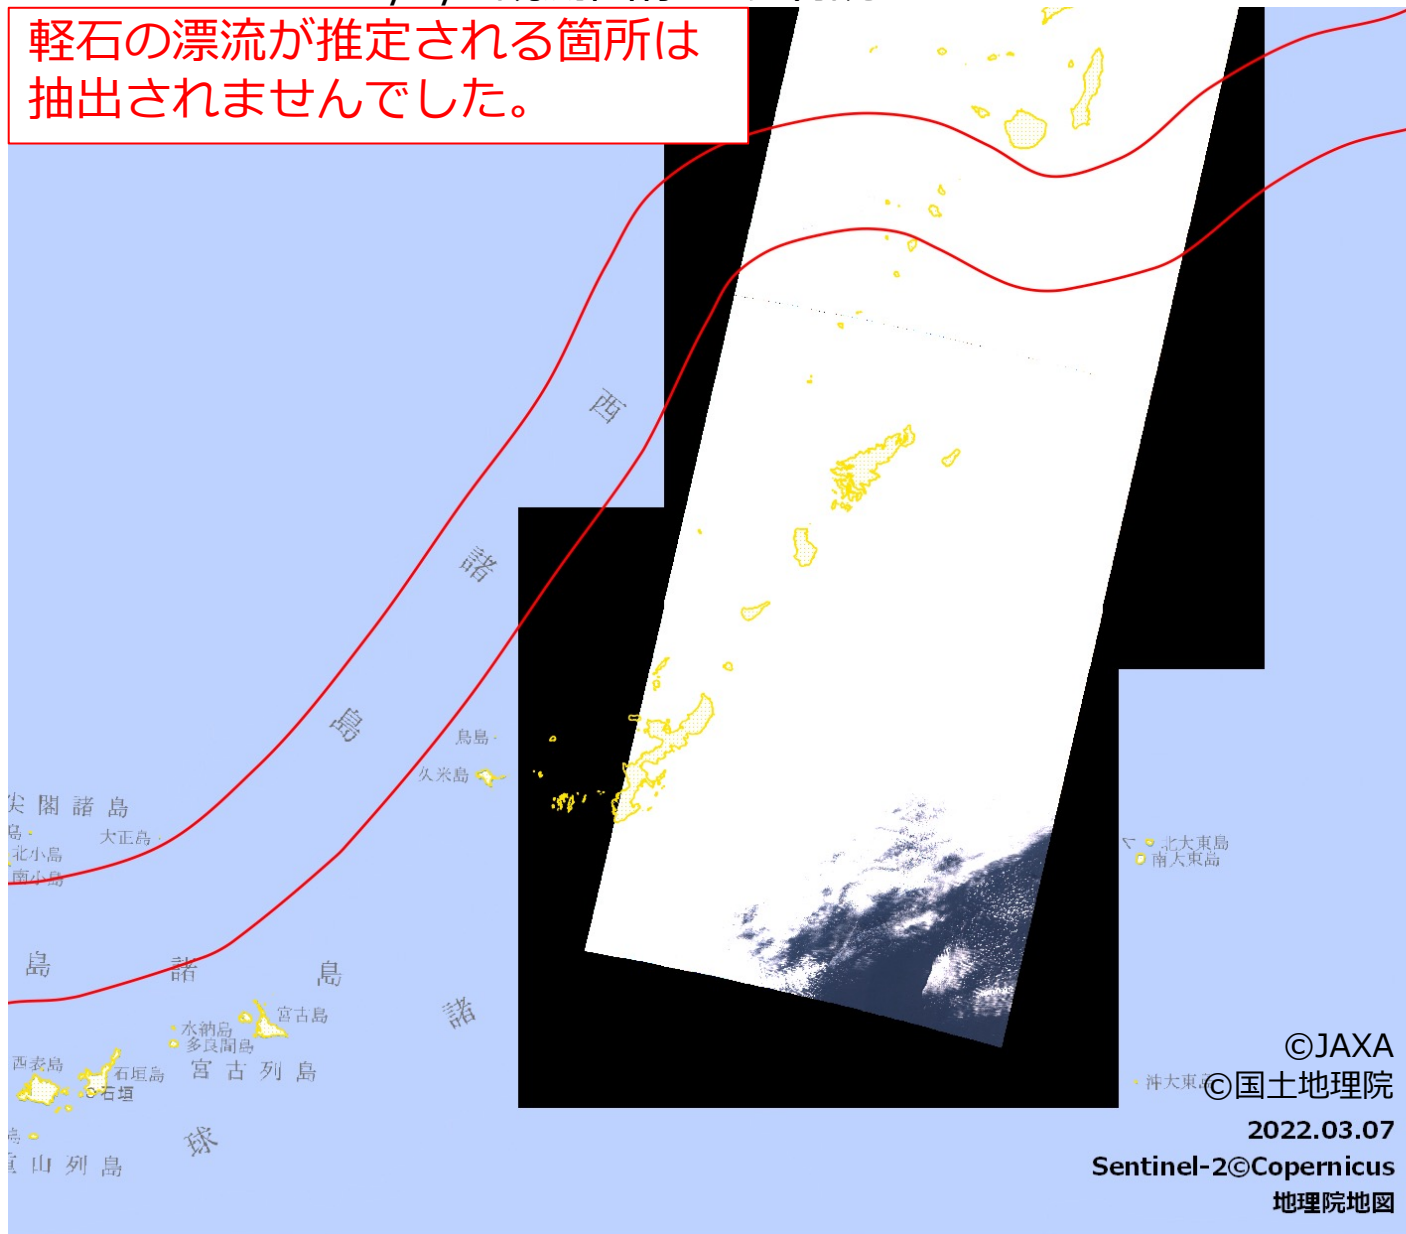 軽石の漂流が推定される箇所は
抽出されませんでした。
西
諸
島
鳥島
久米島
尖閣諸島
大正島
北小島
南小島
北大東島
南大東島
島
諸
島
諸
宮古島
水納島
多良間島
宮古列島
西表島
石垣島
石垣
球
山列島
沖大東島
©JAXA
©国土地理院
2022.03.07
Sentinel-2©Copernicus
地理院地図